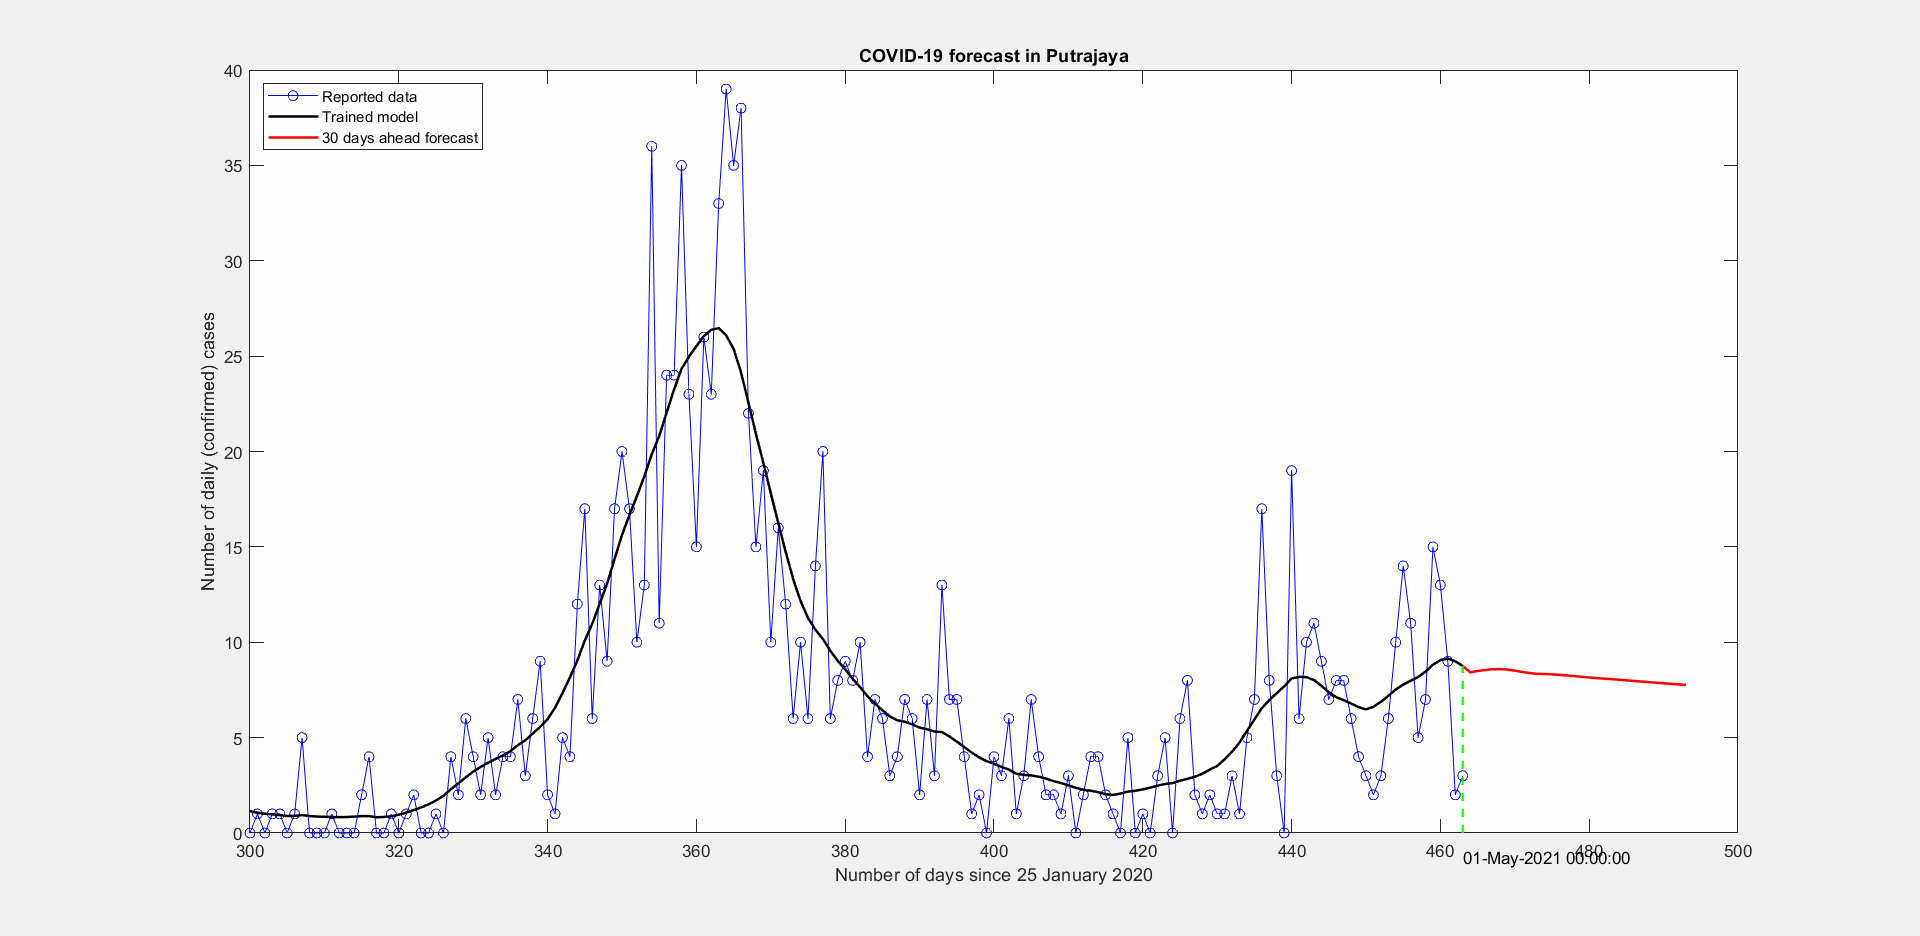 COVID-19 forecast in Putrajaya
Reported data
Trained model
30 days ahead forecast
Number of daily (confirmed) cases
40
35
30
25
20
15
10
5
0
300 320 340 360 380 400 420 440 460 480 500
01-May-2021 00:00:00
Number of days since 25 January 2020